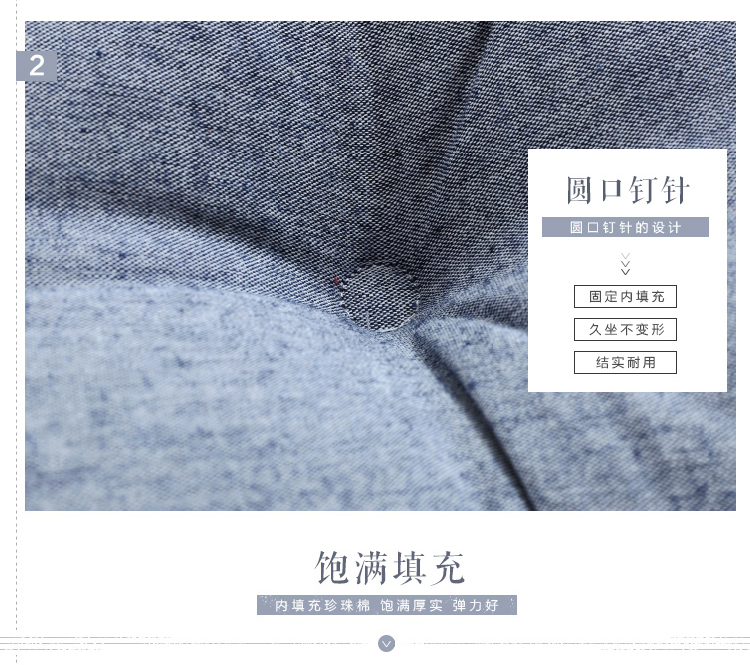 2
圆口钉针
圆口钉针的设计
固定内填充
久坐不变形
结实耐用
饱满填充
内填充珍珠棉 饱满厚实 弹力好